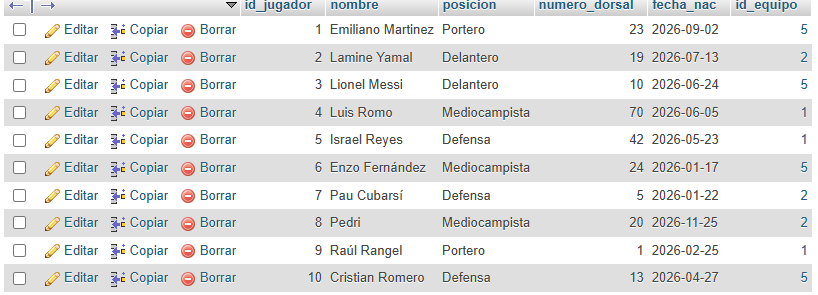 id_jugador nombre posicion numero_dorsal fecha_nac id_equipo
Editar Copiar Borrar 1 Emiliano Martinez Portero 23 2026-09-02 5
Editar Copiar Borrar 2 Lamine Yamal Delantero 19 2026-07-13 2
Editar Copiar Borrar 3 Lionel Messi Delantero 10 2026-06-24 5
Editar Copiar Borrar 4 Luis Romo Mediocampista 70 2026-06-05 1
Editar Copiar Borrar 5 Israel Reyes Defensa 42 2026-05-23 1
Editar Copiar Borrar 6 Enzo Fernández Mediocampista 24 2026-01-17 5
Editar Copiar Borrar 7 Pau Cubarsí Defensa 5 2026-01-22 2
Editar Copiar Borrar 8 Pedri Mediocampista 20 2026-11-25 2
Editar Copiar Borrar 9 Raúl Rangel Portero 1 2026-02-25 1
Editar Copiar Borrar 10 Cristian Romero Defensa 13 2026-04-27 5